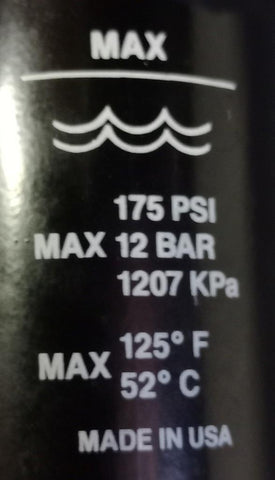 MAX
175 PSI
MAX 12 BAR
1207 KPa
MAX 125° F
52° C
MADE IN USA